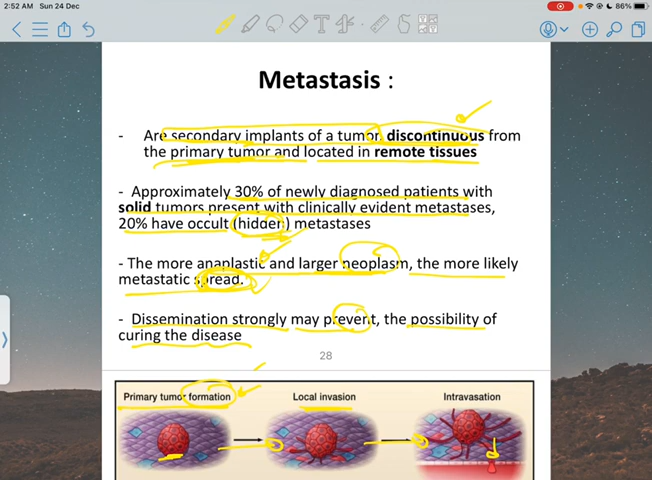 2:52 AM Sun 24 Dec
86%
Metastasis :
- Are secondary implants of a tumor, discontinuous from
the primary tumor and located in remote tissues
- Approximately 30% of newly diagnosed patients with
solid tumors present with clinically evident metastases,
20% have occult (hidden) metastases
- The more anaplastic and larger neoplasm, the more likely
metastatic spread.
- Dissemination strongly may prevent, the possibility of
curing the disease
28
Primary tumor formation
Local invasion
Intravasation